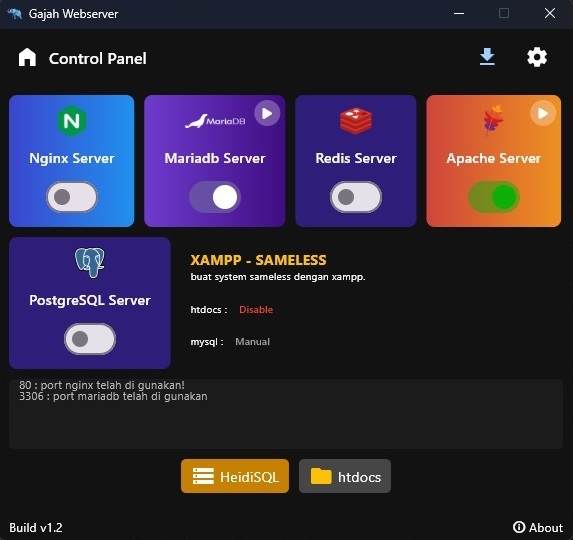 Gajah Webserver
Control Panel
N
MariaDB
Nginx Server
Mariadb Server
Redis Server
Apache Server
PostgreSQL Server
XAMPP - SAMELESS
buat system sameless dengan xampp.
htdocs : Disable
mysql : Manual
80 : port nginx telah di gunakan!
3306 : port mariadb telah di gunakan
HeidiSQL
htdocs
Build v1.2
About